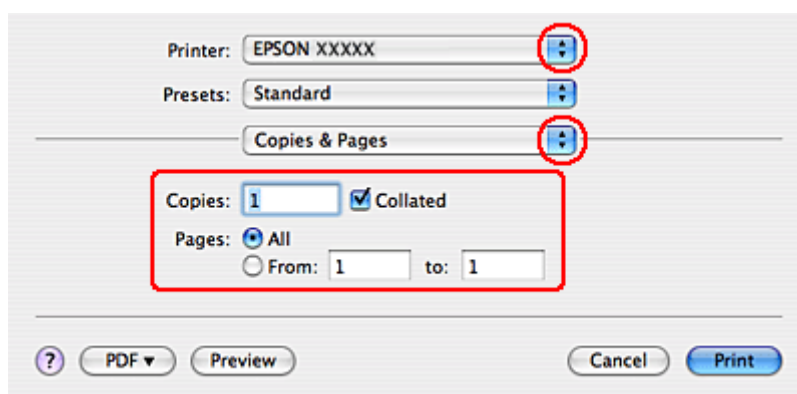 Printer: EPSON XXXXX
Presets: Standard
Copies & Pages
Copies: 1 Collated
Pages: All
From: 1 to: 1
? PDF Preview Cancel Print